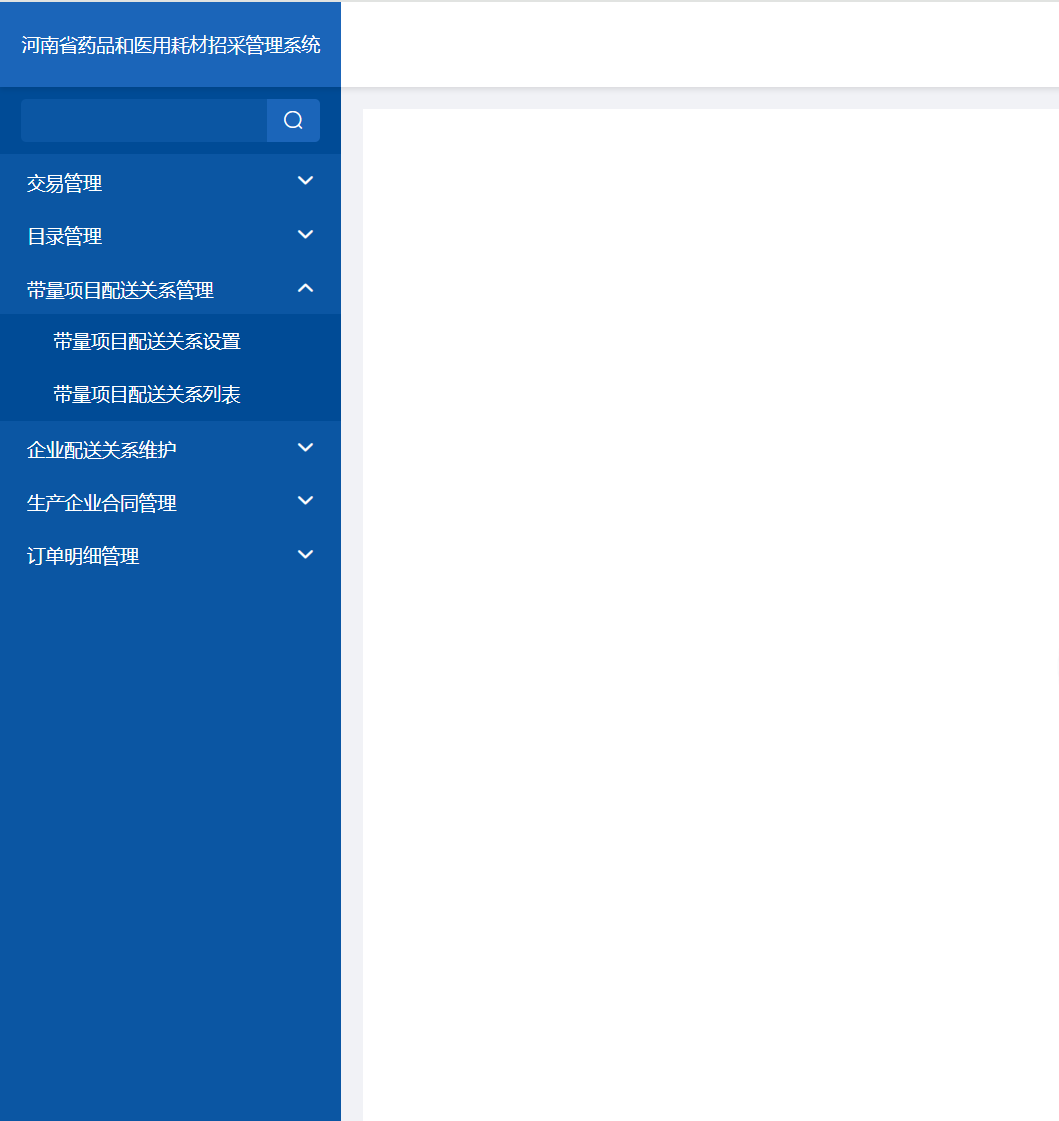 河南省药品和医用耗材招采管理系统
交易管理
目录管理
带量项目配送关系管理
带量项目配送关系设置
带量项目配送关系列表
企业配送关系维护
生产企业合同管理
订单明细管理